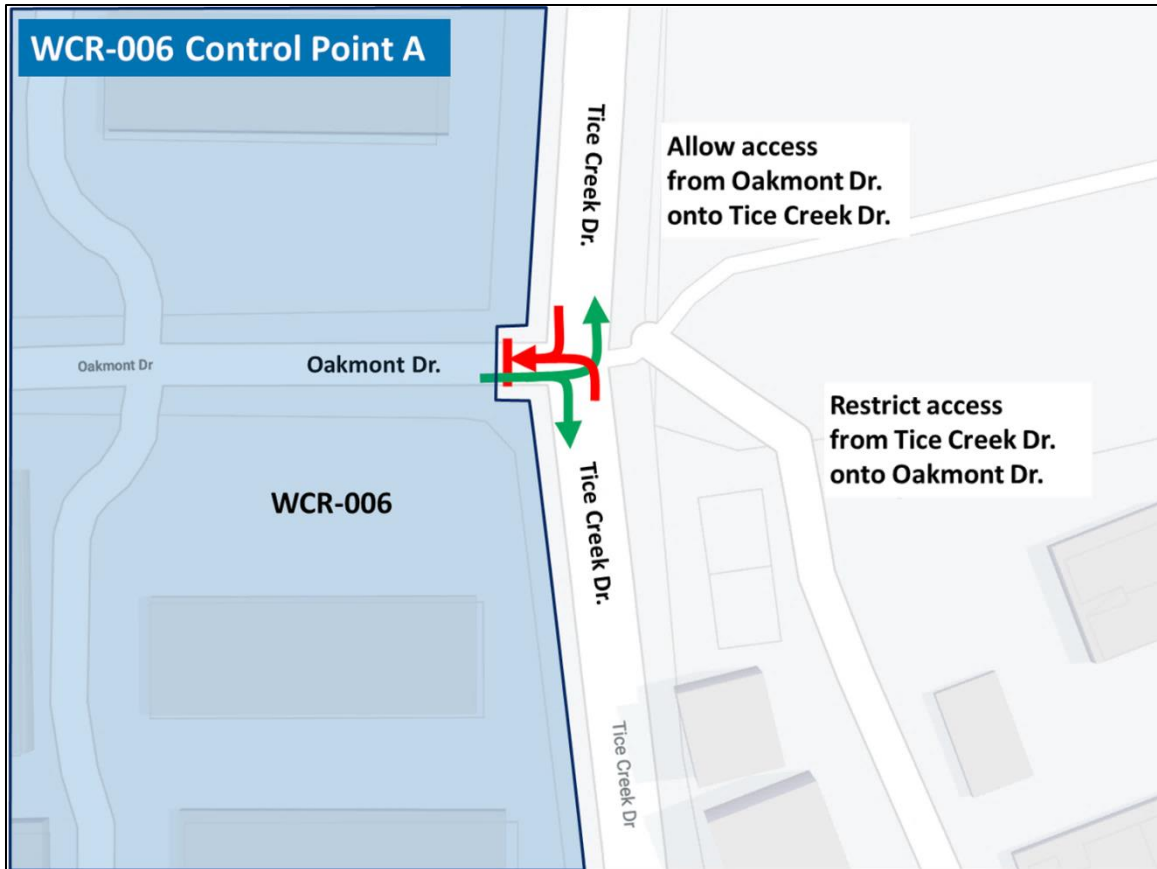 WCR-006 Control Point A
Tice Creek Dr.
Allow access
from Oakmont Dr.
onto Tice Creek Dr.
Oakmont Dr
Oakmont Dr.
Restrict access
from Tice Creek Dr.
onto Oakmont Dr.
WCR-006
Tice Creek Dr.
Tice Creek Dr